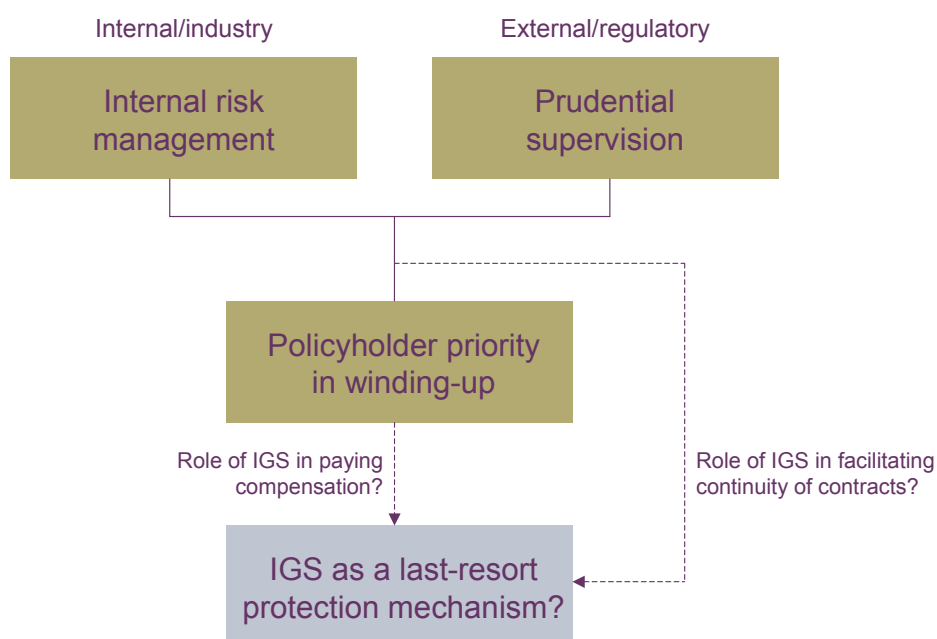 Internal/industry
External/regulatory
Internal risk
management
Prudential
supervision
Policyholder priority
in winding-up
Role of IGS in paying
compensation?
Role of IGS in facilitating
continuity of contracts?
IGS as a last-resort
protection mechanism?